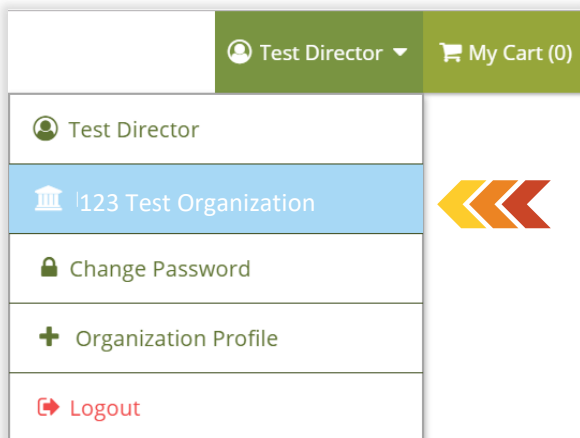 Test Director My Cart (0)
Test Director
123 Test Organization
Change Password
Organization Profile
Logout